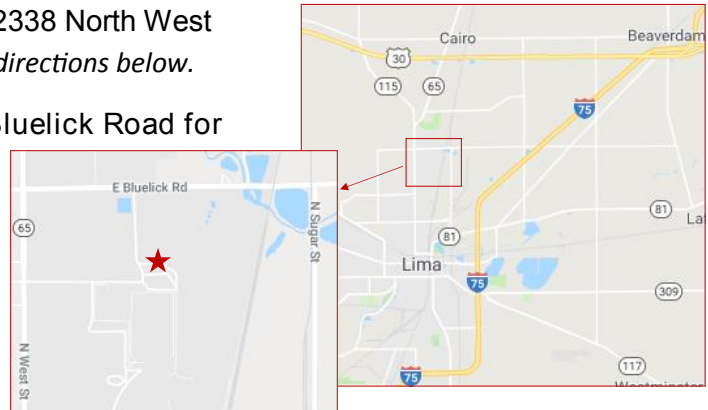 2338 North West
directions below.
Bluelick Road for
Cairo
Beaverdam
30
115
65
75
81
81
Lima
75
309
117
75
E Bluelick Rd
N Sugar St
65
N West St